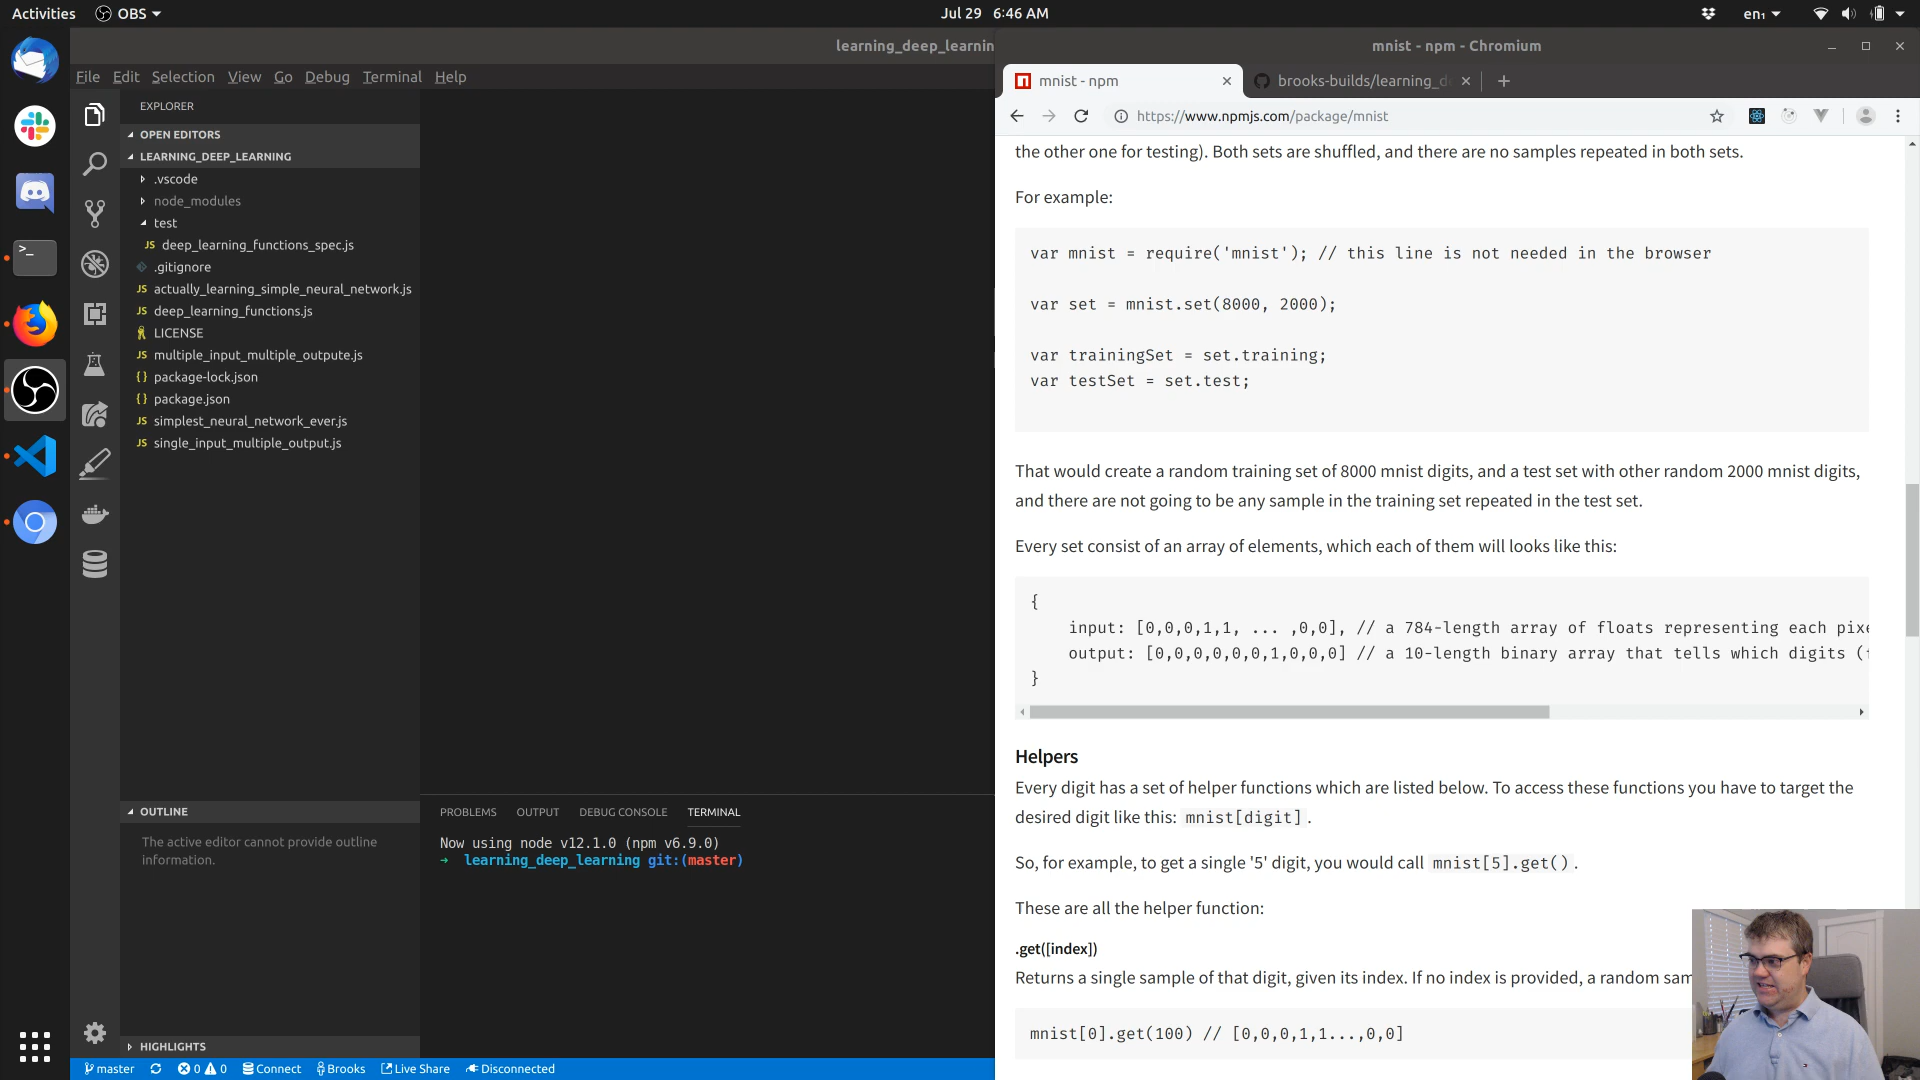 Activities
OBS
Jul 29 6:46 AM
en₁
learning_deep_learnin
File Edit Selection View Go Debug Terminal Help
EXPLORER
OPEN EDITORS
LEARNING_DEEP_LEARNING
.vscode
node_modules
test
JS deep_learning_functions_spec.js
.gitignore
JS actually_learning_simple_neural_network.js
JS deep_learning_functions.js
LICENSE
JS multiple_input_multiple_outpute.js
{} package-lock.json
{} package.json
JS simplest_neural_network_ever.js
JS single_input_multiple_output.js
OUTLINE
The active editor cannot provide outline
information.
HIGHLIGHTS
PROBLEMS OUTPUT DEBUG CONSOLE TERMINAL
Now using node v12.1.0 (npm v6.9.0)
→ learning_deep_learning git:(master)
master 0 0 Connect Brooks Live Share Disconnected
mnist - npm - Chromium
mnist - npm
brooks-builds/learning_d
https://www.npmjs.com/package/mnist
the other one for testing). Both sets are shuffled, and there are no samples repeated in both sets.
For example:
var mnist = require('mnist'); // this line is not needed in the browser
var set = mnist.set(8000, 2000);
var trainingSet = set.training;
var testSet = set.test;
That would create a random training set of 8000 mnist digits, and a test set with other random 2000 mnist digits,
and there are not going to be any sample in the training set repeated in the test set.
Every set consist of an array of elements, which each of them will looks like this:
{
input: [0,0,0,1,1, ... ,0,0], // a 784-length array of floats representing each pixe
output: [0,0,0,0,0,0,1,0,0,0] // a 10-length binary array that tells which digits (
}
Helpers
Every digit has a set of helper functions which are listed below. To access these functions you have to target the
desired digit like this: mnist[digit].
So, for example, to get a single '5' digit, you would call mnist[5].get().
These are all the helper function:
.get([index])
Returns a single sample of that digit, given its index. If no index is provided, a random sam
mnist[0].get(100) // [0,0,0,1,1...,0,0]